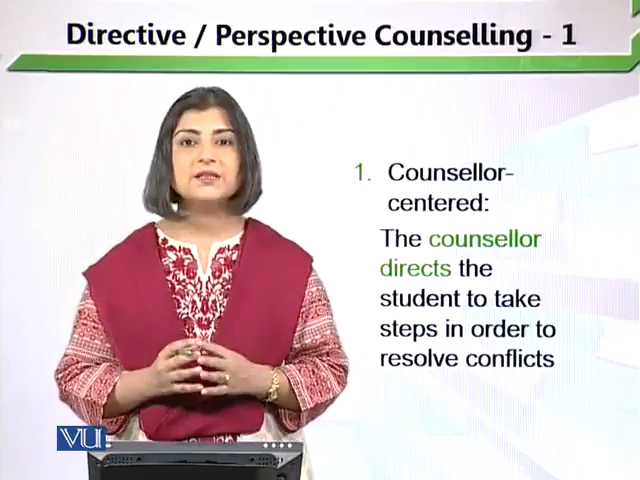 Directive / Perspective Counselling - 1
1. Counsellor-
centered:
The counsellor
directs the
student to take
steps in order to
resolve conflicts
VU